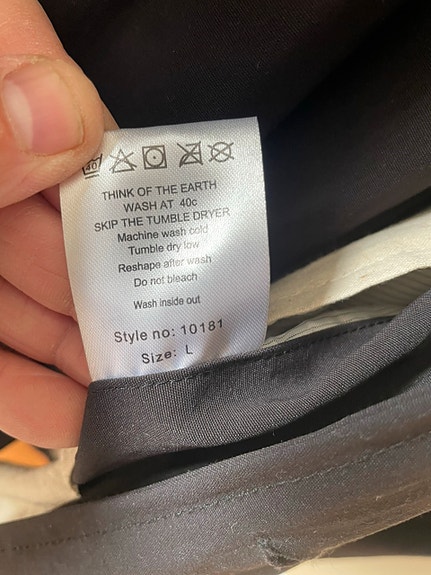 40
THINK OF THE EARTH
WASH AT 40c
SKIP THE TUMBLE DRYER
Machine wash cold
Tumble dry low
Reshape after wash
Do not bleach
Wash inside out
Style no: 10181
Size: L